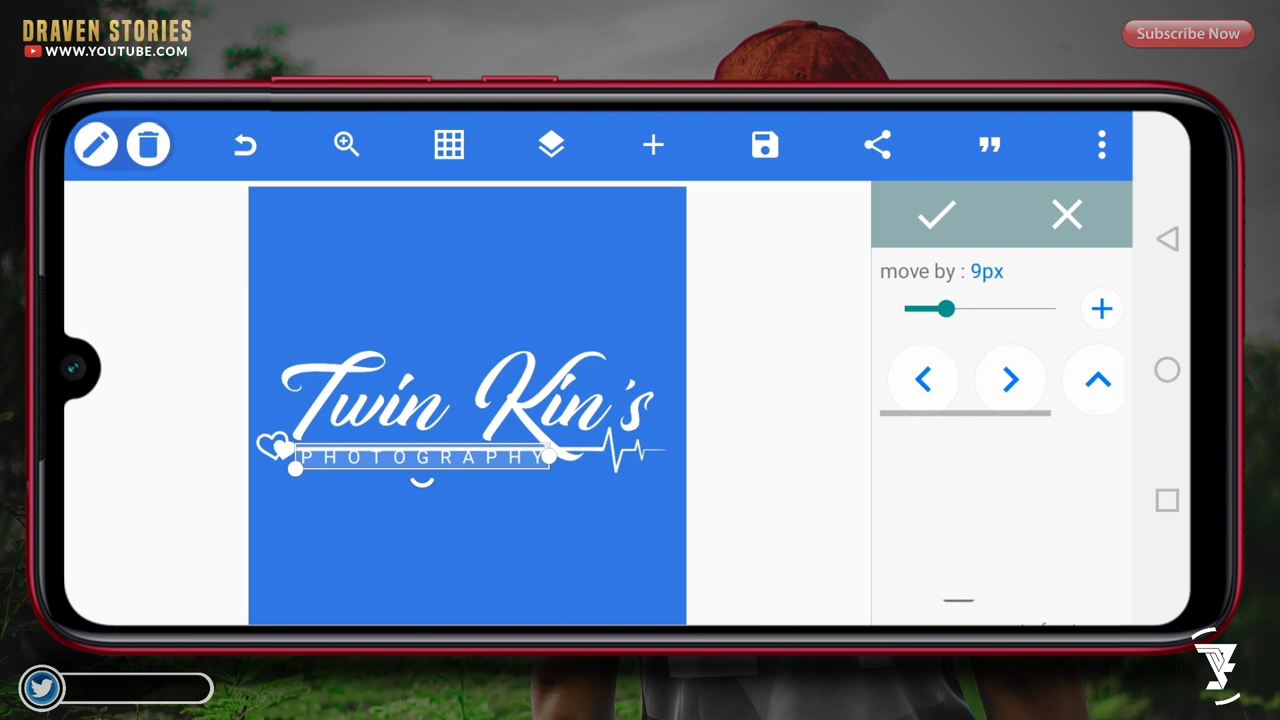 DRAVEN STORIES
WWW.YOUTUBE.COM
Subscribe Now
move by : 9px
Twin Kin's
PHOTOGRAPHY